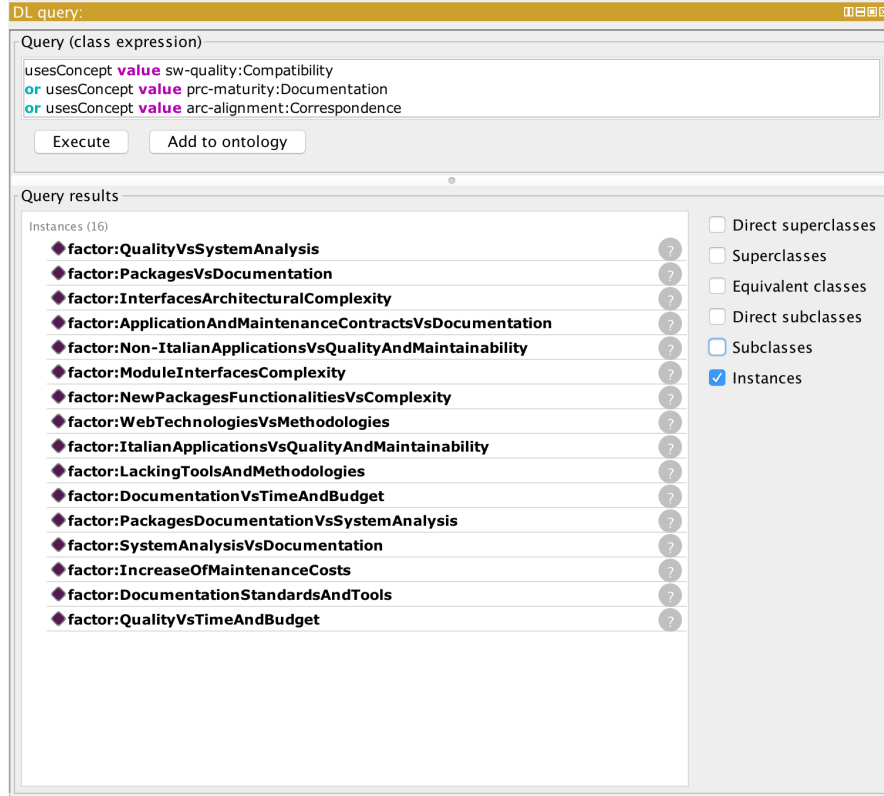 DL query:
Query (class expression)
usesConcept value sw-quality:Compatibility
or usesConcept value prc-maturity:Documentation
or usesConcept value arc-alignment:Correspondence
Execute
Add to ontology
Query results
Instances (16)
factor:QualityVsSystemAnalysis ?
factor:PackagesVsDocumentation ?
factor:InterfacesArchitecturalComplexity ?
factor:ApplicationAndMaintenanceContractsVsDocumentation ?
factor:Non-ItalianApplicationsVsQualityAndMaintainability ?
factor:ModuleInterfacesComplexity ?
factor:NewPackagesFunctionalitiesVsComplexity ?
factor:WebTechnologiesVsMethodologies ?
factor:ItalianApplicationsVsQualityAndMaintainability ?
factor:LackingToolsAndMethodologies ?
factor:DocumentationVsTimeAndBudget ?
factor:PackagesDocumentationVsSystemAnalysis ?
factor:SystemAnalysisVsDocumentation ?
factor:IncreaseOfMaintenanceCosts ?
factor:DocumentationStandardsAndTools ?
factor:QualityVsTimeAndBudget ?
Direct superclasses
Superclasses
Equivalent classes
Direct subclasses
Subclasses
Instances